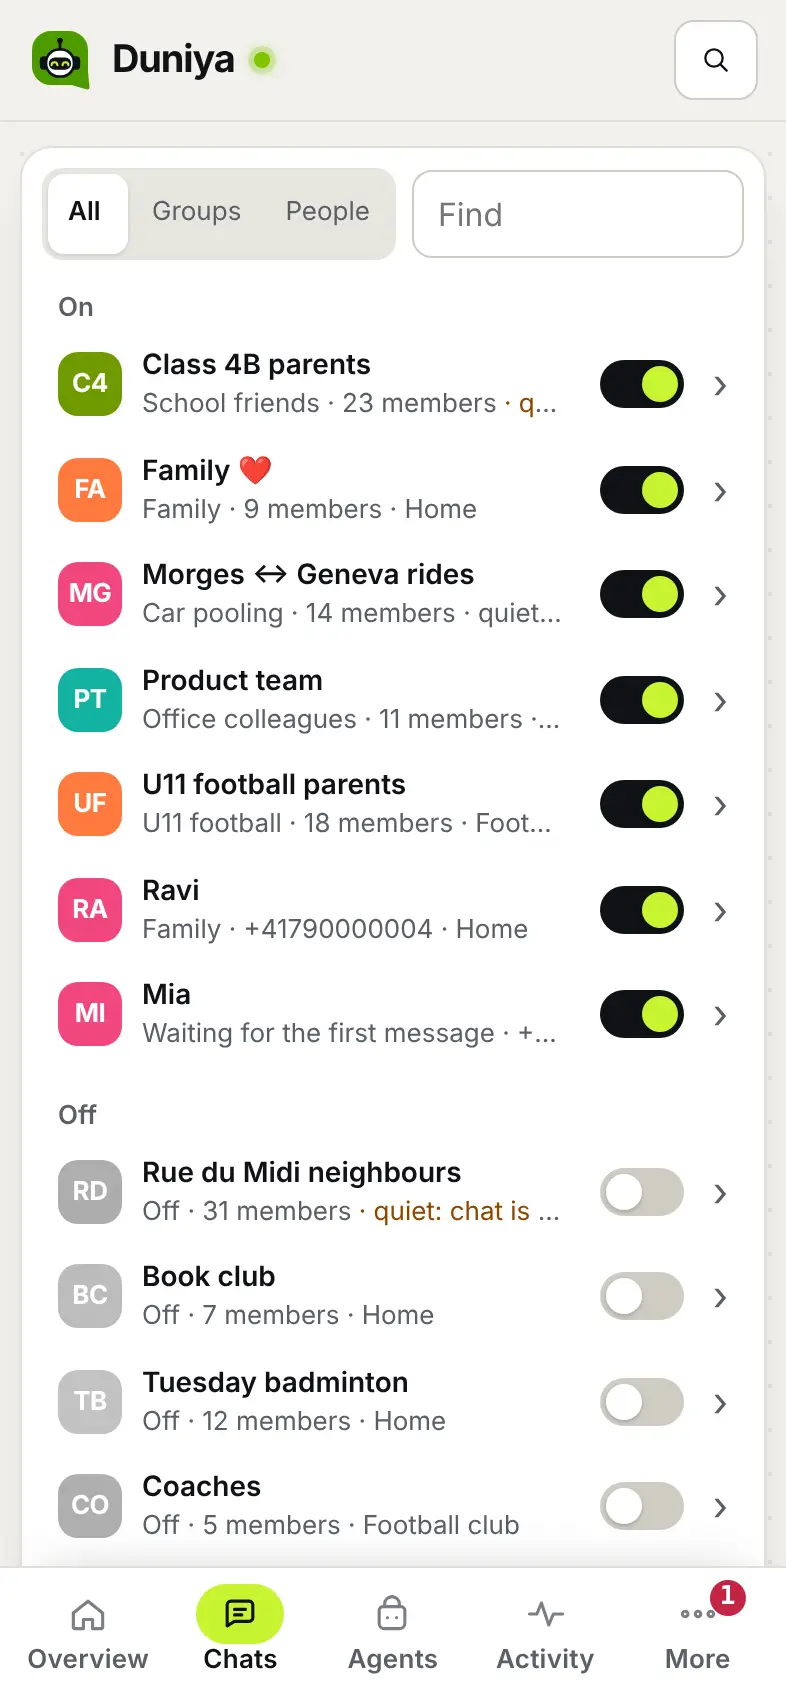 Duniya
All Groups People Find
On
C4 Class 4B parents
School friends · 23 members · q...
FA Family ❤️
Family · 9 members · Home
MG Morges ↔ Geneva rides
Car pooling · 14 members · quiet...
PT Product team
Office colleagues · 11 members ·...
UF U11 football parents
U11 football · 18 members · Foot...
RA Ravi
Family · +41790000004 · Home
MI Mia
Waiting for the first message · +...
Off
RD Rue du Midi neighbours
Off · 31 members · quiet: chat is ...
BC Book club
Off · 7 members · Home
TB Tuesday badminton
Off · 12 members · Home
CO Coaches
Off · 5 members · Football club
1
Overview Chats Agents Activity More